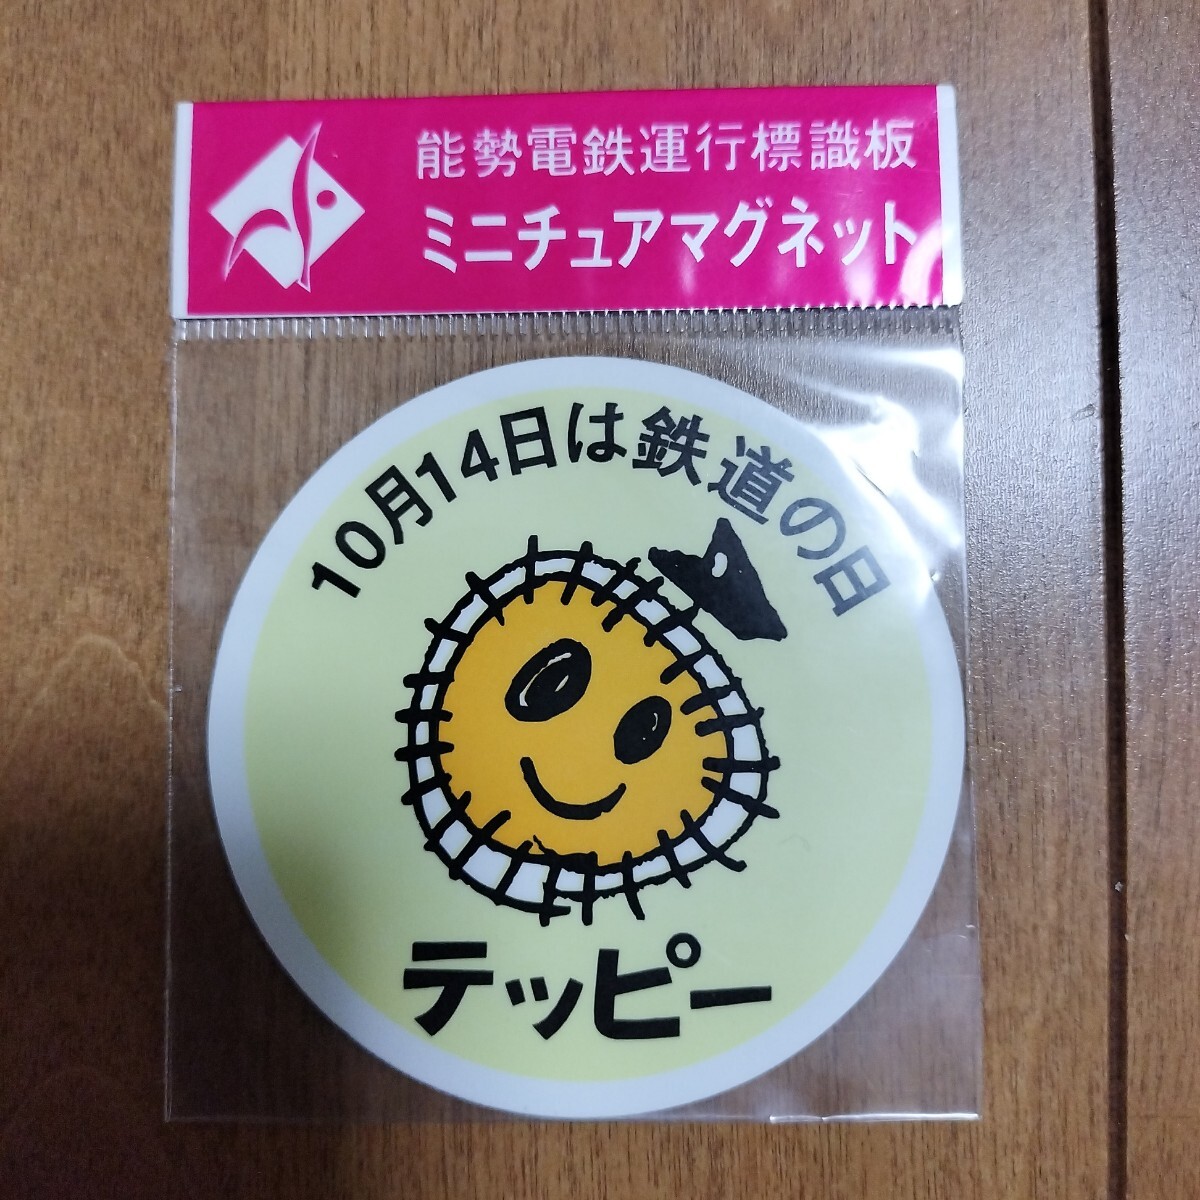 能勢電鉄運行標識板
ミニチュアマグネット
10月14日は鉄道の日
テッピー